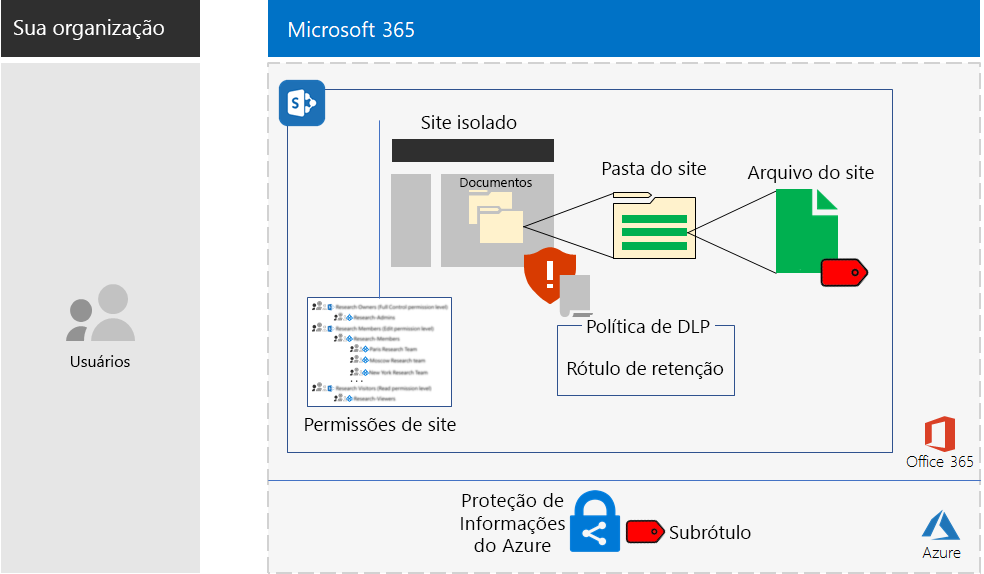 Sua organização
Microsoft 365
Site isolado
Pasta do site
Arquivo do site
Documentos
S
Research Owners (Full Control permission level)
Research-Admins
Research Members (Edit permission level)
Research-Members
Paris Research Team
Moscow Research team
New York Research Team
...
Research Visitors (Read permission level)
Research-Viewers
Política de DLP
Rótulo de retenção
Usuários
Permissões de site
Office 365
Proteção de
Informações
do Azure
Subrótulo
Azure